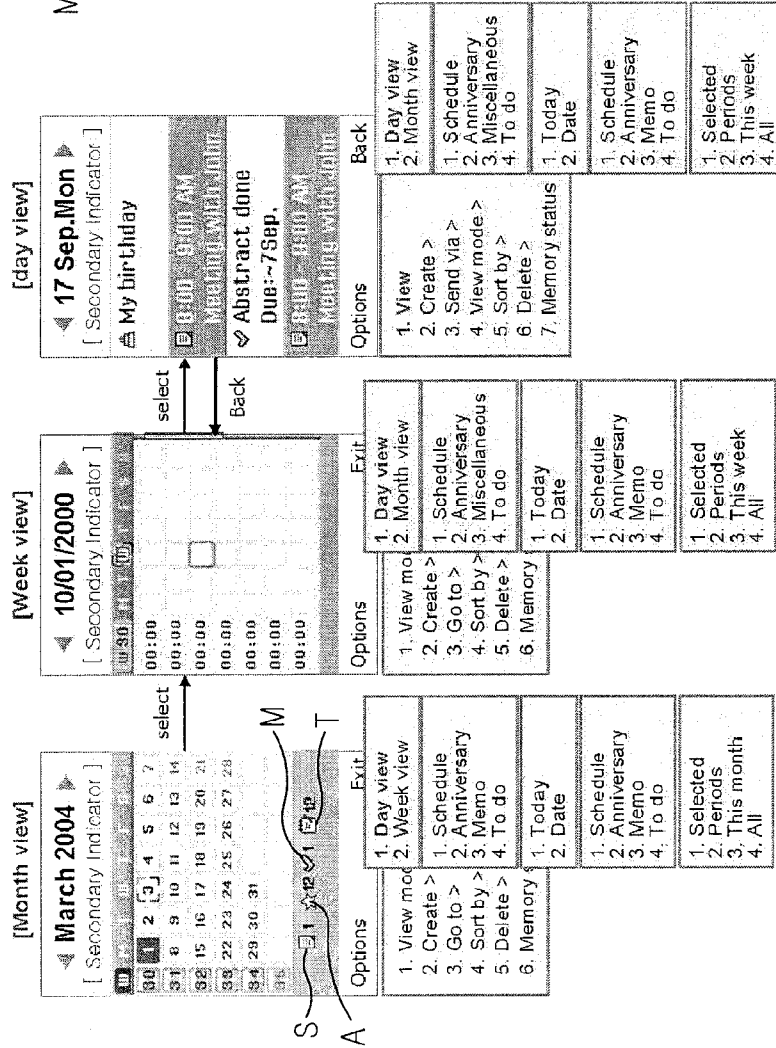 [Month view]
March 2004
[ Secondary Indicator ]
30 1 2 3 4 5 6 7
31 8 9 10 11 12 13 14
32 15 16 17 18 19 20 21
33 22 23 24 25 26 27 28
34 29 30 31
35
1 12 1 12
Options Exit
S
A
M
T
1. View mod
2. Create >
3. Go to >
4. Sort by >
5. Delete >
6. Memory s
1. Day view
2. Week view
1. Schedule
2. Anniversary
3. Memo
4. To do
1. Today
2. Date
1. Schedule
2. Anniversary
3. Memo
4. To do
1. Selected
2. Periods
3. This month
4. All
select
[Week view]
10/01/2000
[ Secondary Indicator ]
W 30
00:00
00:00
00:00
00:00
00:00
00:00
00:00
Options Exit
1. View mod
2. Create >
3. Go to >
4. Sort by >
5. Delete >
6. Memory
1. Day view
2. Month view
1. Schedule
2. Anniversary
3. Miscellaneous
4. To do
1. Today
2. Date
1. Schedule
2. Anniversary
3. Memo
4. To do
1. Selected
2. Periods
3. This week
4. All
select
Back
[day view]
17 Sep.Mon
[ Secondary Indicator ]
My birthday
Meeting with John
Abstract done
Due:~7Sep.
Meeting with John
Options Back
1. View
2. Create >
3. Send via >
4. View mode >
5. Sort by >
6. Delete >
7. Memory status
1. Day view
2. Month view
1. Schedule
2. Anniversary
3. Miscellaneous
4. To do
1. Today
2. Date
1. Schedule
2. Anniversary
3. Memo
4. To do
1. Selected
2. Periods
3. This week
4. All